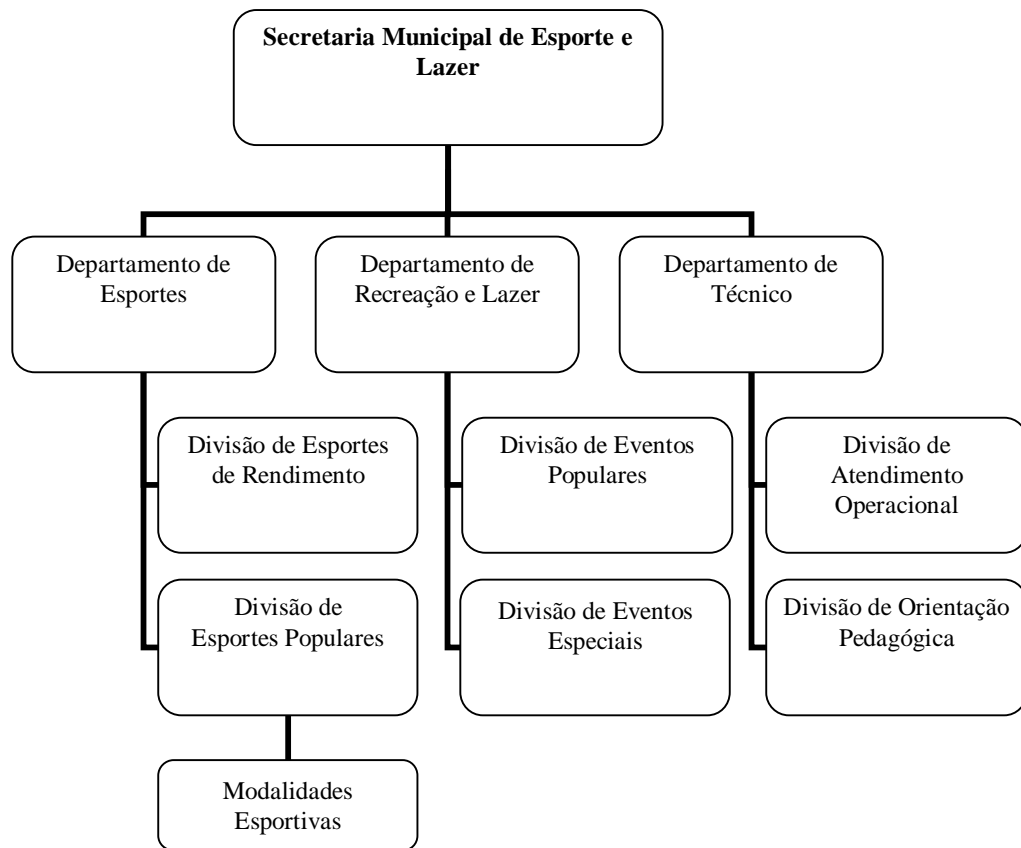 Secretaria Municipal de Esporte e
Lazer
Departamento de
Esportes
Departamento de
Recreação e Lazer
Departamento de
Técnico
Divisão de Esportes
de Rendimento
Divisão de Eventos
Populares
Divisão de
Atendimento
Operacional
Divisão de
Esportes Populares
Divisão de Eventos
Especiais
Divisão de Orientação
Pedagógica
Modalidades
Esportivas